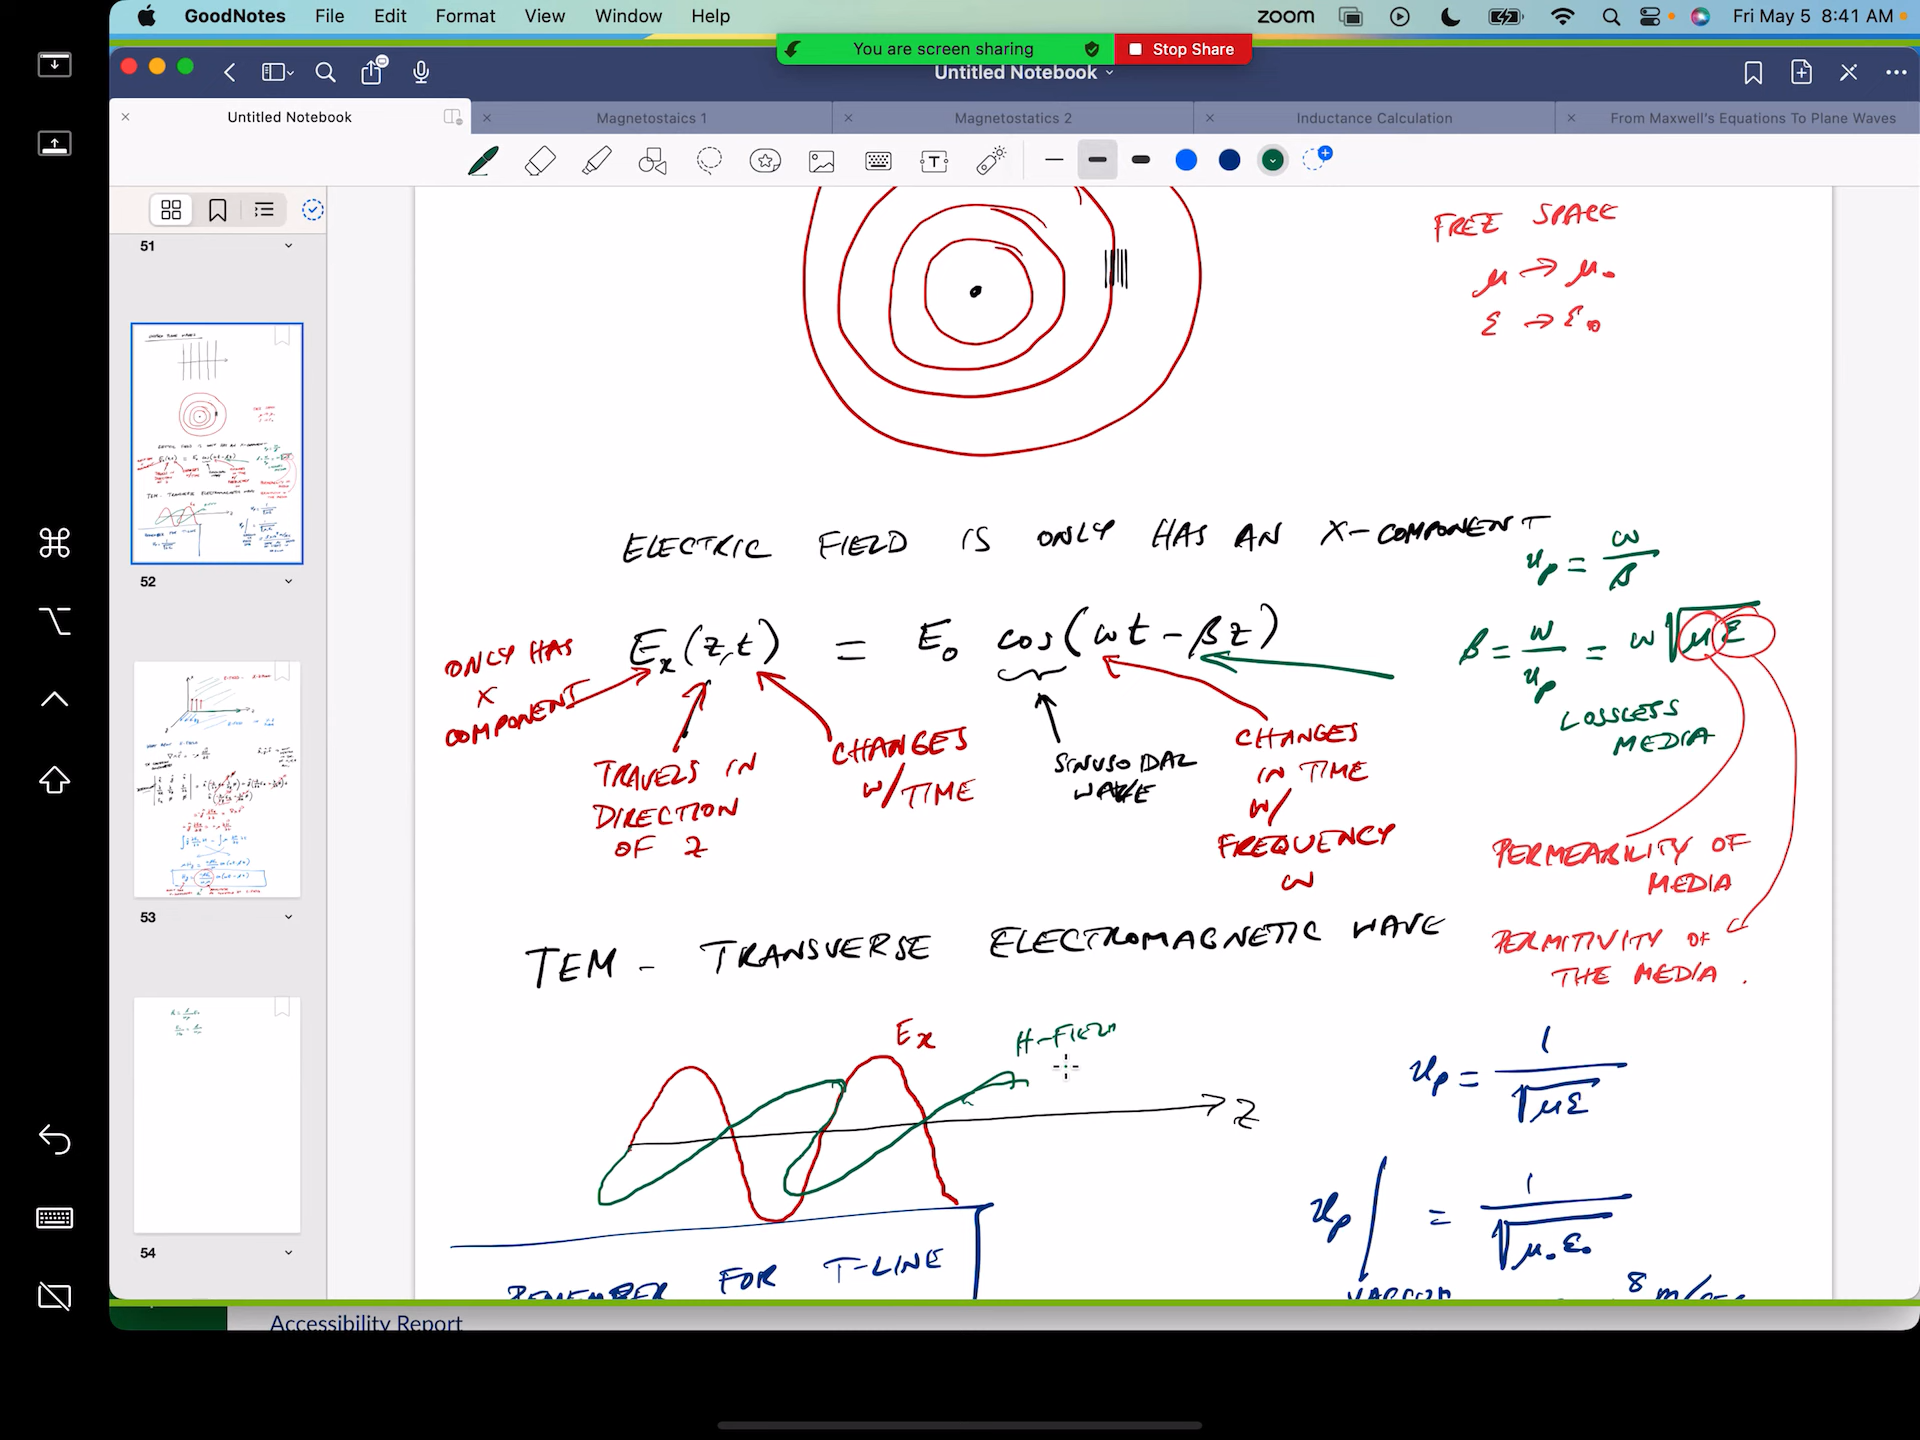 GoodNotes File Edit Format View Window Help zoom Fri May 5 8:41 AM
You are screen sharing Stop Share
Untitled Notebook
Untitled Notebook Magnetostaics 1 Magnetostatics 2 Inductance Calculation From Maxwell's Equations To Plane Waves
51
52
53
54
FREE SPACE
μ → μ₀
ε → ε₀
ELECTRIC FIELD IS ONLY HAS AN X-COMPONENT
u_p = ω/β
E_x(z,t) = E₀ cos(ωt - βz)
β = ω/u_p = ω√με
LOSSLESS
MEDIA
ONLY HAS
X
COMPONENT
TRAVELS IN
DIRECTION
OF Z
CHANGES
W/TIME
SINUSODAL
WAVE
CHANGES
IN TIME
W/
FREQUENCY
ω
PERMEABILITY OF
MEDIA
PERMITIVITY OF
THE MEDIA.
TEM - TRANSVERSE ELECTROMAGNETIC WAVE
E_x
H-FIELD
Z
u_p = 1/√με
u_p| = 1/√μ₀ε₀
REMEMBER FOR T-LINE
8 m/sec
Accessibility Report